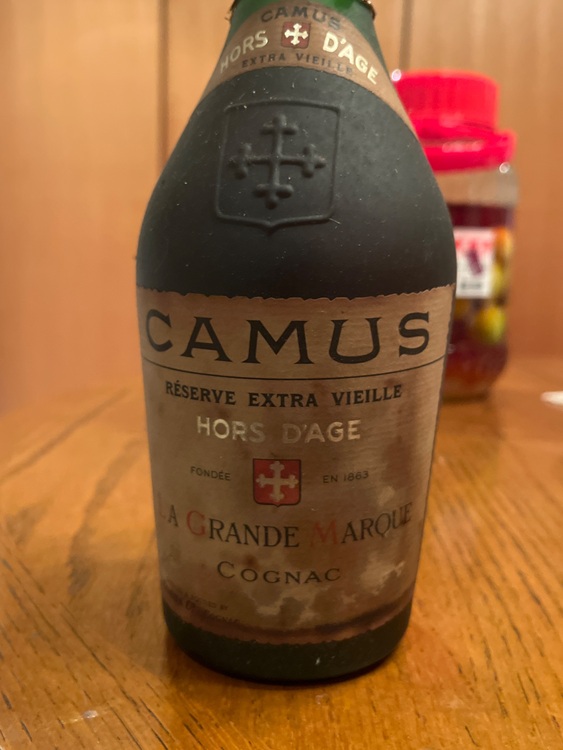 CAMUS
HORS D'AGE
EXTRA VIEILLE
CAMUS
RÉSERVE EXTRA VIEILLE
HORS D'AGE
FONDÉE EN 1863
LA GRANDE MARQUE
COGNAC